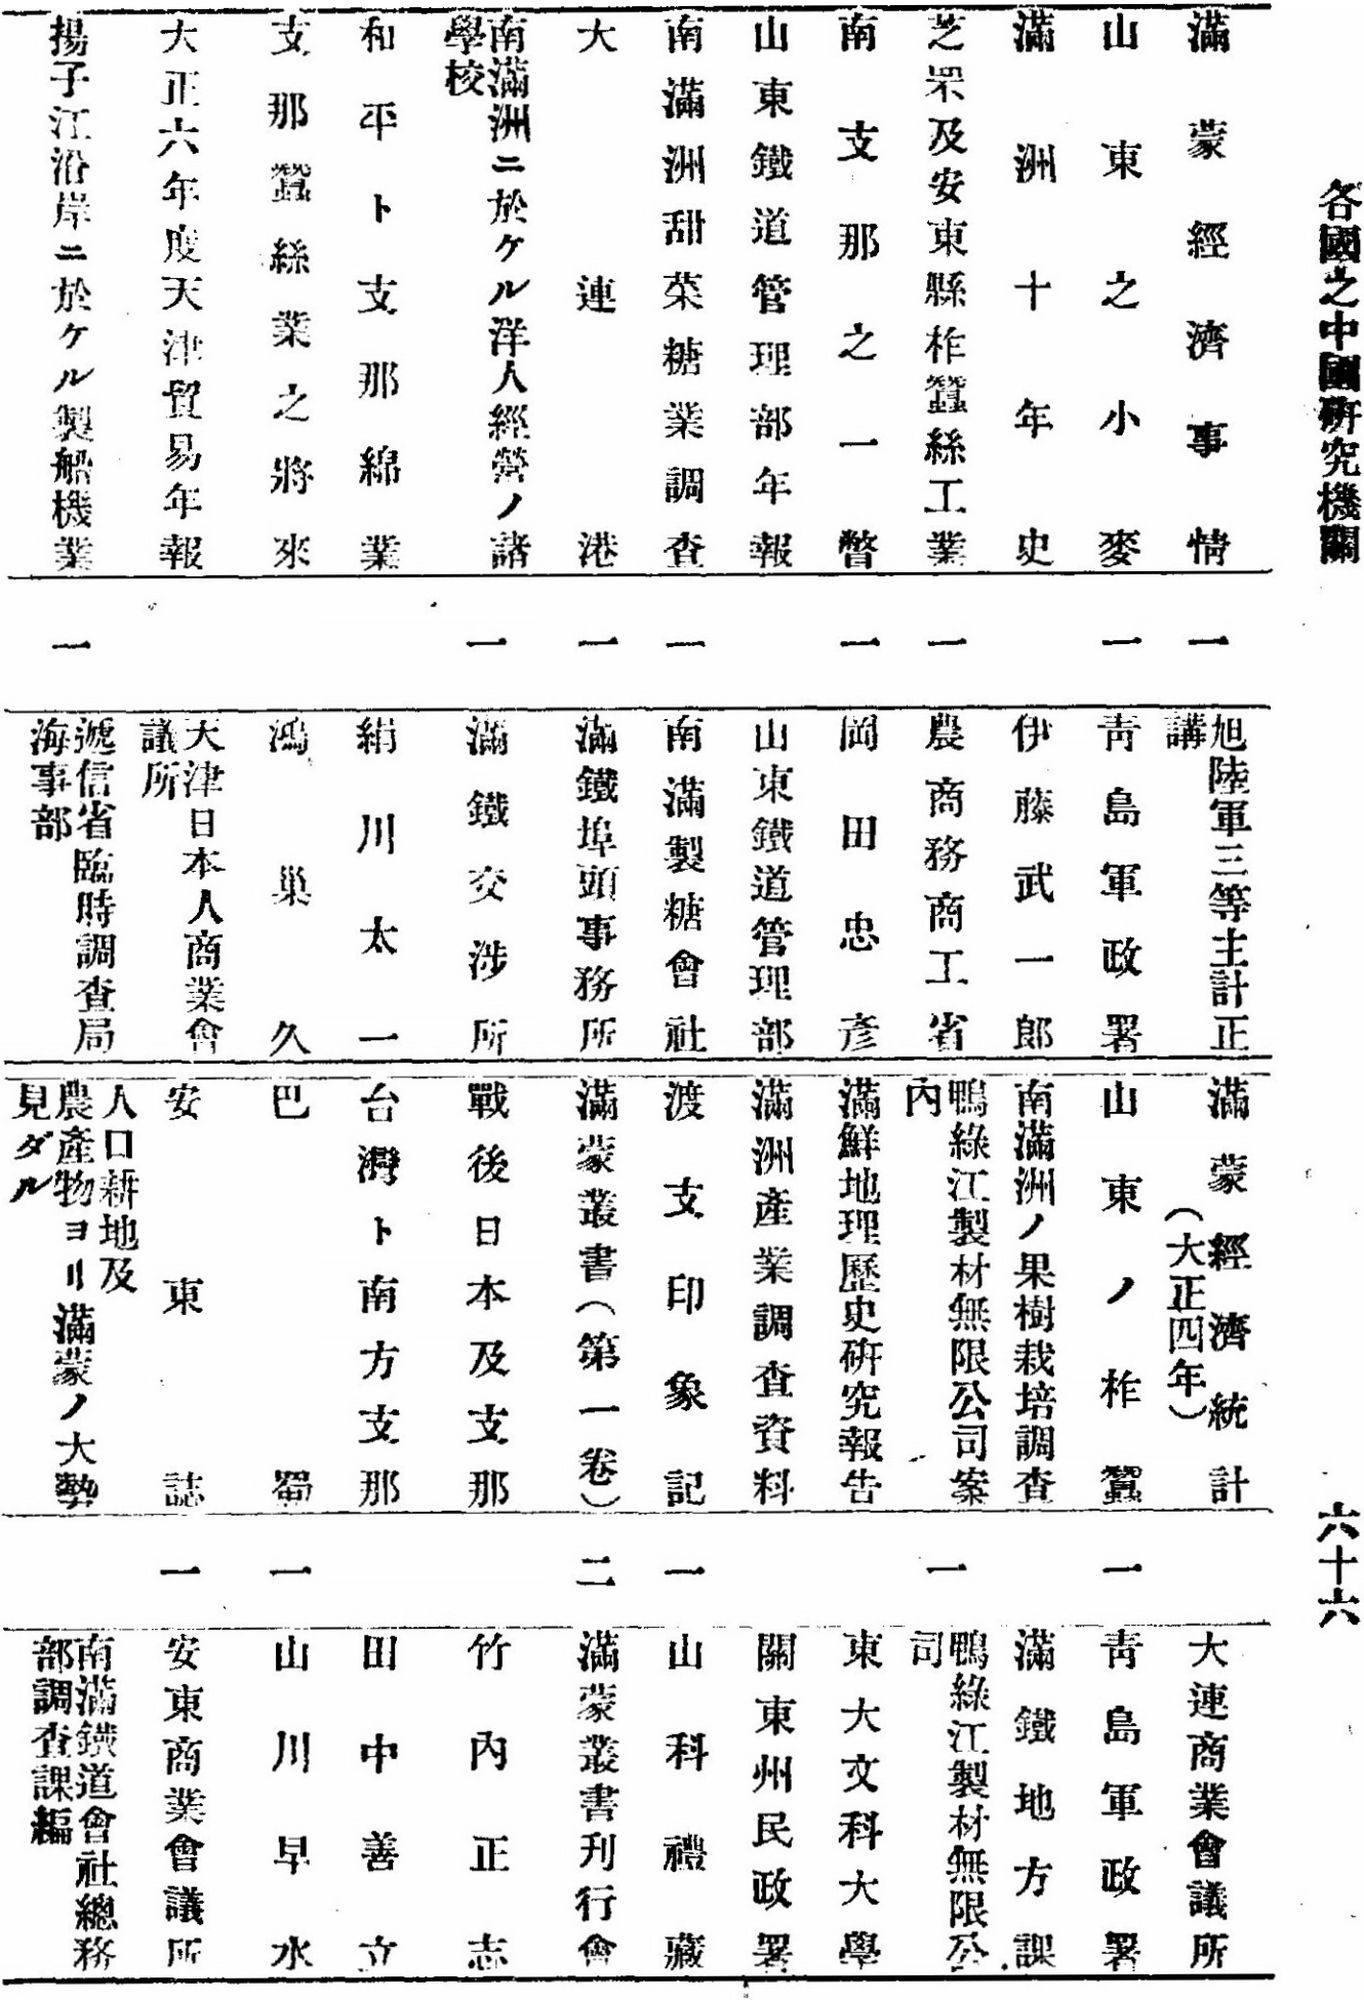 各國之中國研究機關
六十六
滿蒙經濟事情
一
旭陸軍三等主計正
講
山東之小麥
一
靑島軍政署
滿洲十年史
伊藤武一郎
芝罘及安東縣柞蠶絲工業
一
農商務商工省
南支那之一瞥
一
岡田忠彥
山東鐵道管理部年報
山東鐵道管理部
南滿洲甜菜糖業調查
一
南滿製糖會社
大連港
一
滿鐵埠頭事務所
南滿洲ニ於ケル洋人經營ノ諸
學校
一
滿鐵交涉所
和平ト支那綿業
絹川太一
支那蠶絲業之將來
鴻巢久
大正六年度天津貿易年報
天津日本人商業會
議所
揚子江沿岸ニ於ケル製船機業
一
遞信省臨時調查局
海事部
滿蒙經濟統計
(大正四年)
大連商業會議所
山東ノ柞蠶
一
靑島軍政署
南滿洲ノ果樹栽培調查
滿鐵地方課
鴨綠江製材無限公司案
內
一
鴨綠江製材無限公
司
滿鮮地理歷史硏究報告
東大文科大學
滿洲產業調查資料
關東州民政署
渡支印象記
一
山科禮藏
滿蒙叢書(第一卷)
二
滿蒙叢書刊行會
戰後日本及支那
竹內正志
台灣ト南方支那
田中善立
巴蜀
一
山川早水
安東誌
一
安東商業會議所
人口耕地及
農產物ヨリ滿蒙ノ大勢
見ダル
南滿鐵道會社總務
部調查課編